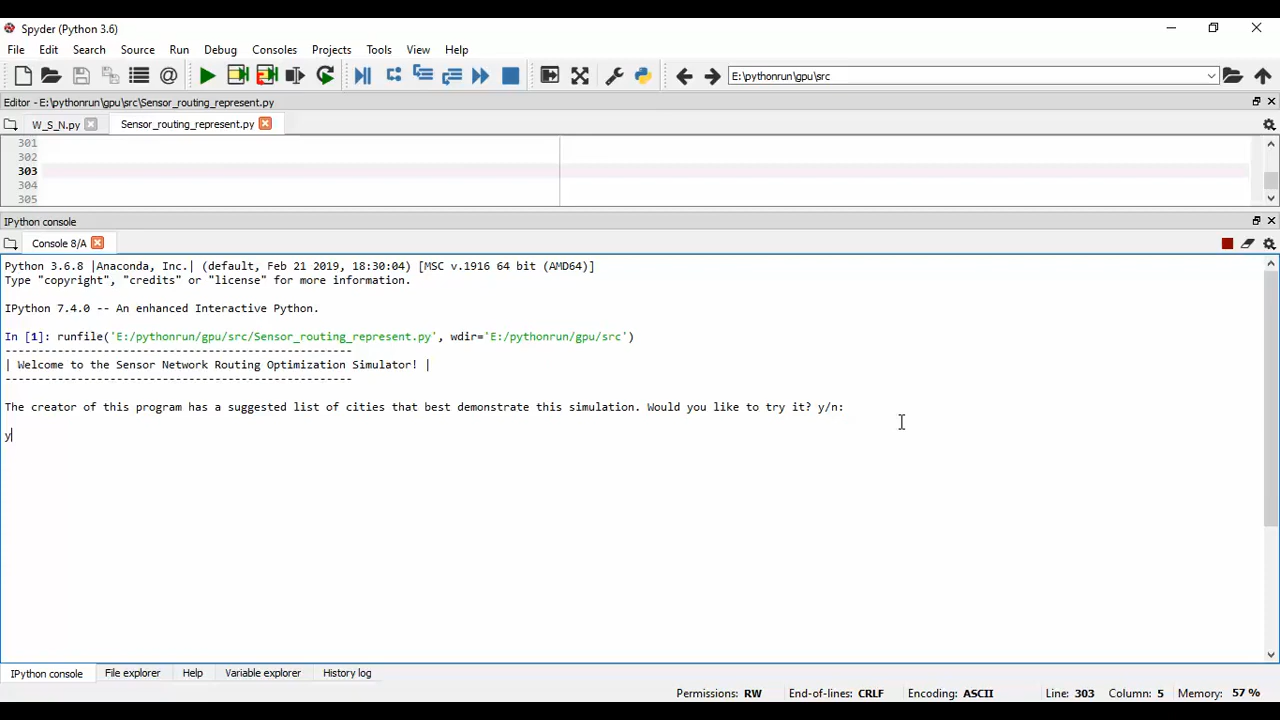 Spyder (Python 3.6)
File Edit Search Source Run Debug Consoles Projects Tools View Help
E:\pythonrun\gpu\src
Editor - E:\pythonrun\gpu\src\Sensor_routing_represent.py
W_S_N.py Sensor_routing_represent.py
301
302
303
304
305
IPython console
Console 8/A
Python 3.6.8 |Anaconda, Inc.| (default, Feb 21 2019, 18:30:04) [MSC v.1916 64 bit (AMD64)]
Type "copyright", "credits" or "license" for more information.
IPython 7.4.0 -- An enhanced Interactive Python.
In [1]: runfile('E:/pythonrun/gpu/src/Sensor_routing_represent.py', wdir='E:/pythonrun/gpu/src')
-----------------------------------------------------
| Welcome to the Sensor Network Routing Optimization Simulator! |
-----------------------------------------------------
The creator of this program has a suggested list of cities that best demonstrate this simulation. Would you like to try it? y/n:
y
IPython console File explorer Help Variable explorer History log
Permissions: RW End-of-lines: CRLF Encoding: ASCII Line: 303 Column: 5 Memory: 57 %